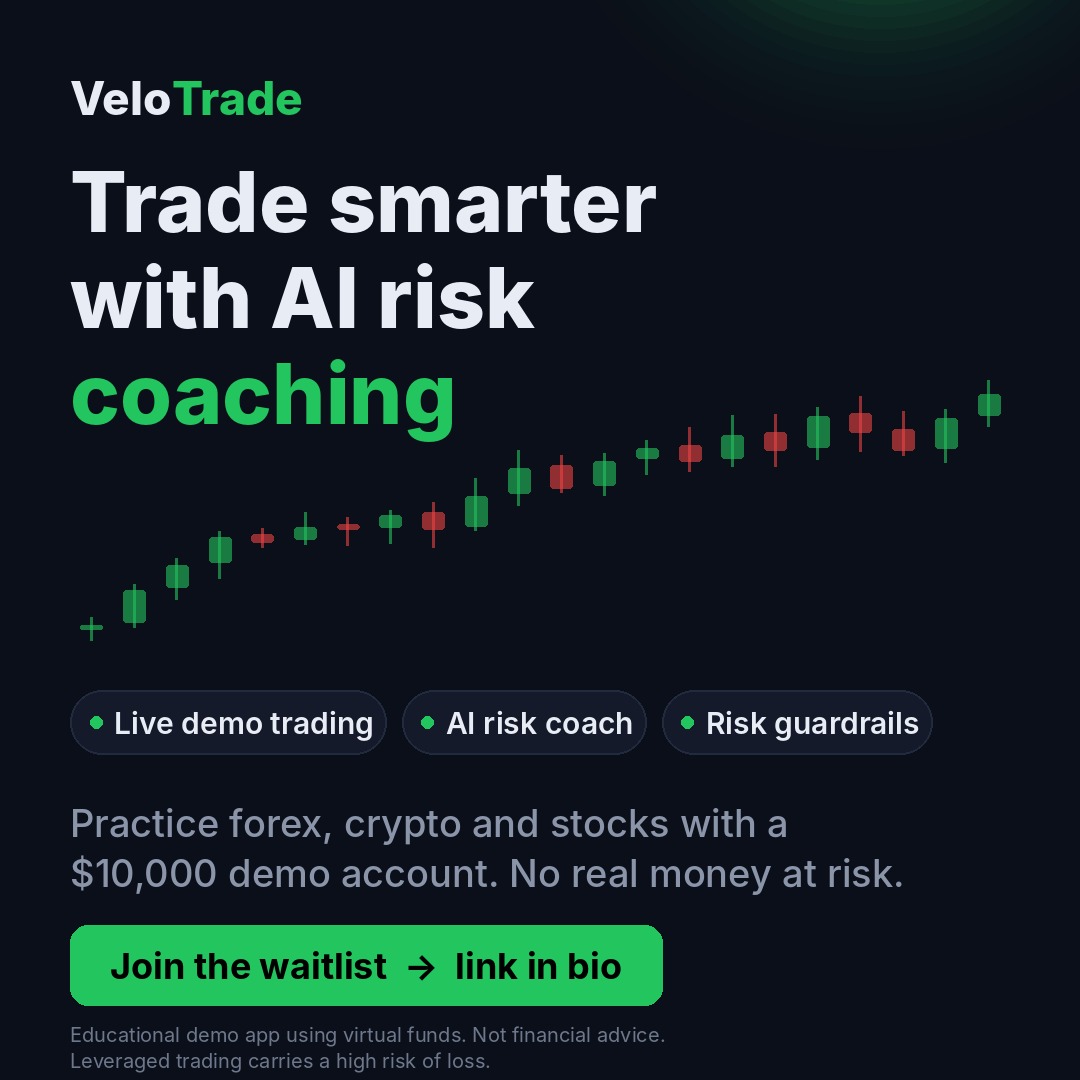 VeloTrade
Trade smarter
with AI risk
coaching
Live demo trading
AI risk coach
Risk guardrails
Practice forex, crypto and stocks with a
$10,000 demo account. No real money at risk.
Join the waitlist → link in bio
Educational demo app using virtual funds. Not financial advice.
Leveraged trading carries a high risk of loss.